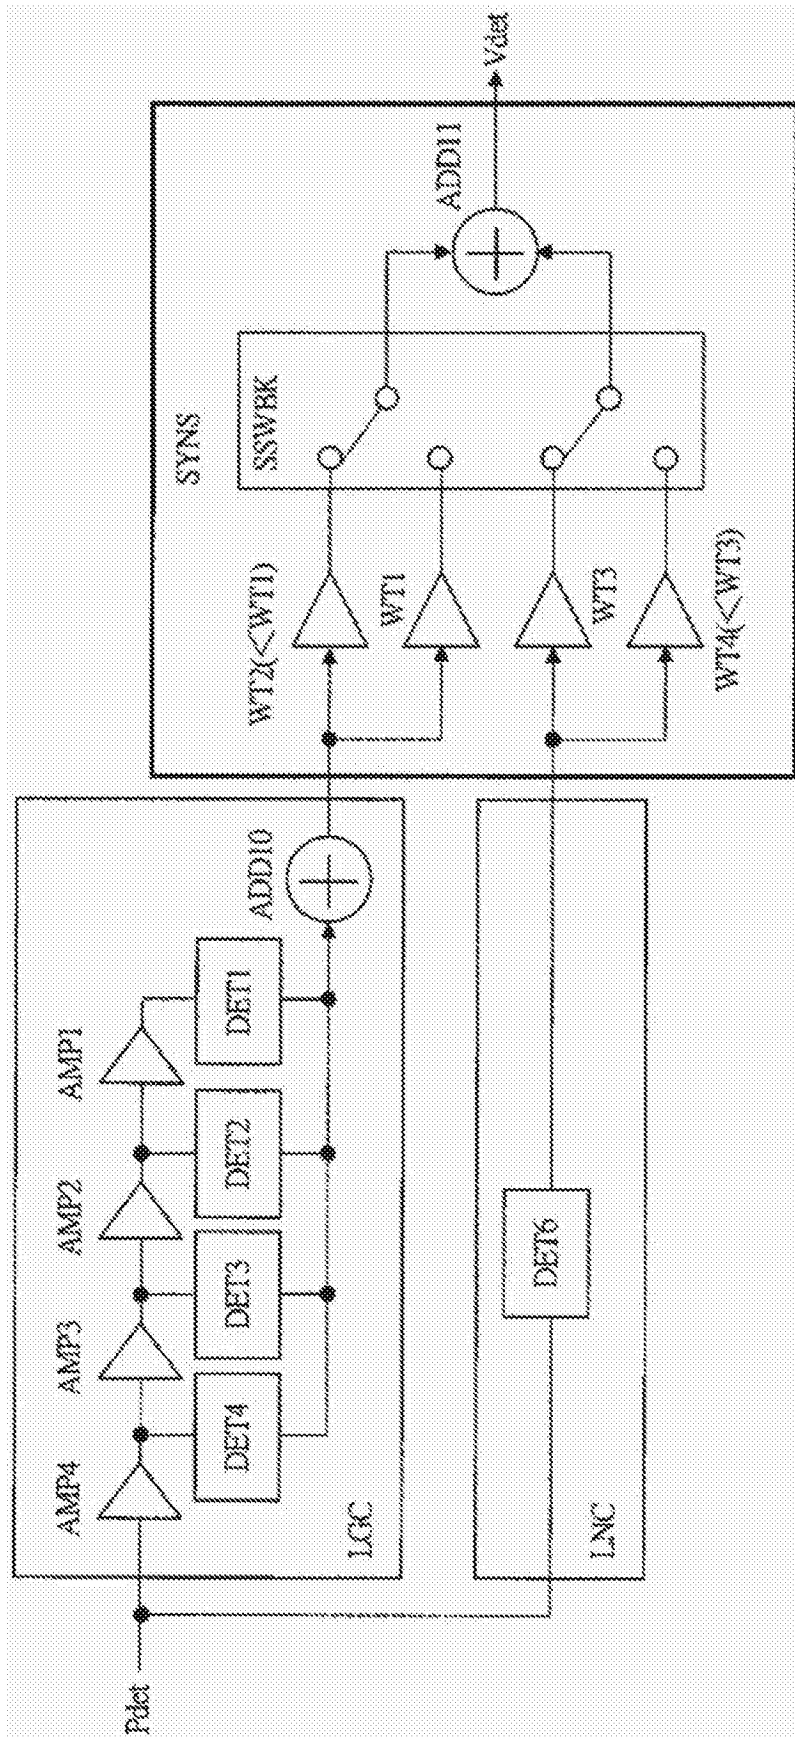 Pdet
AMP4
AMP3
AMP2
AMP1
DET4
DET3
DET2
DET1
ADD10
LGC
DET6
LNC
SYNS
WT2(<WT1)
WT1
WT3
WT4(<WT3)
SSWBK
ADD11
Vdet